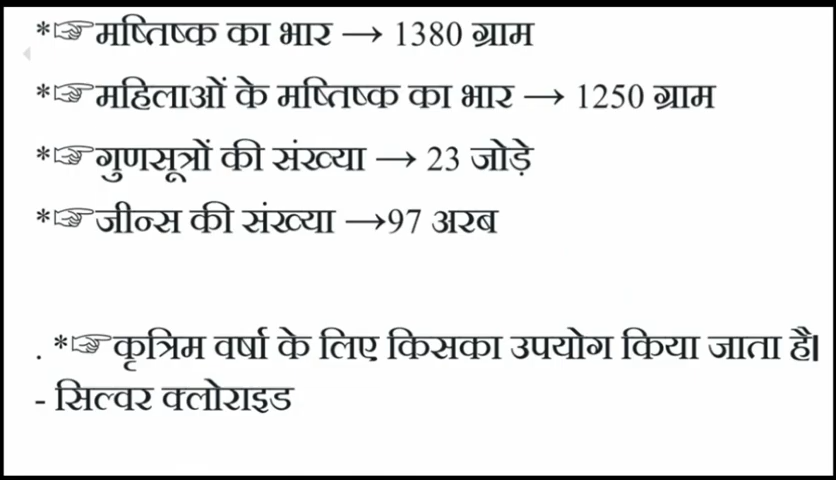 *☞मष्तिष्क का भार → 1380 ग्राम
*☞महिलाओं के मष्तिष्क का भार → 1250 ग्राम
*☞गुणसूत्रों की संख्या → 23 जोड़े
*☞जीन्स की संख्या →97 अरब
. *☞कृत्रिम वर्षा के लिए किसका उपयोग किया जाता है।
- सिल्वर क्लोराइड